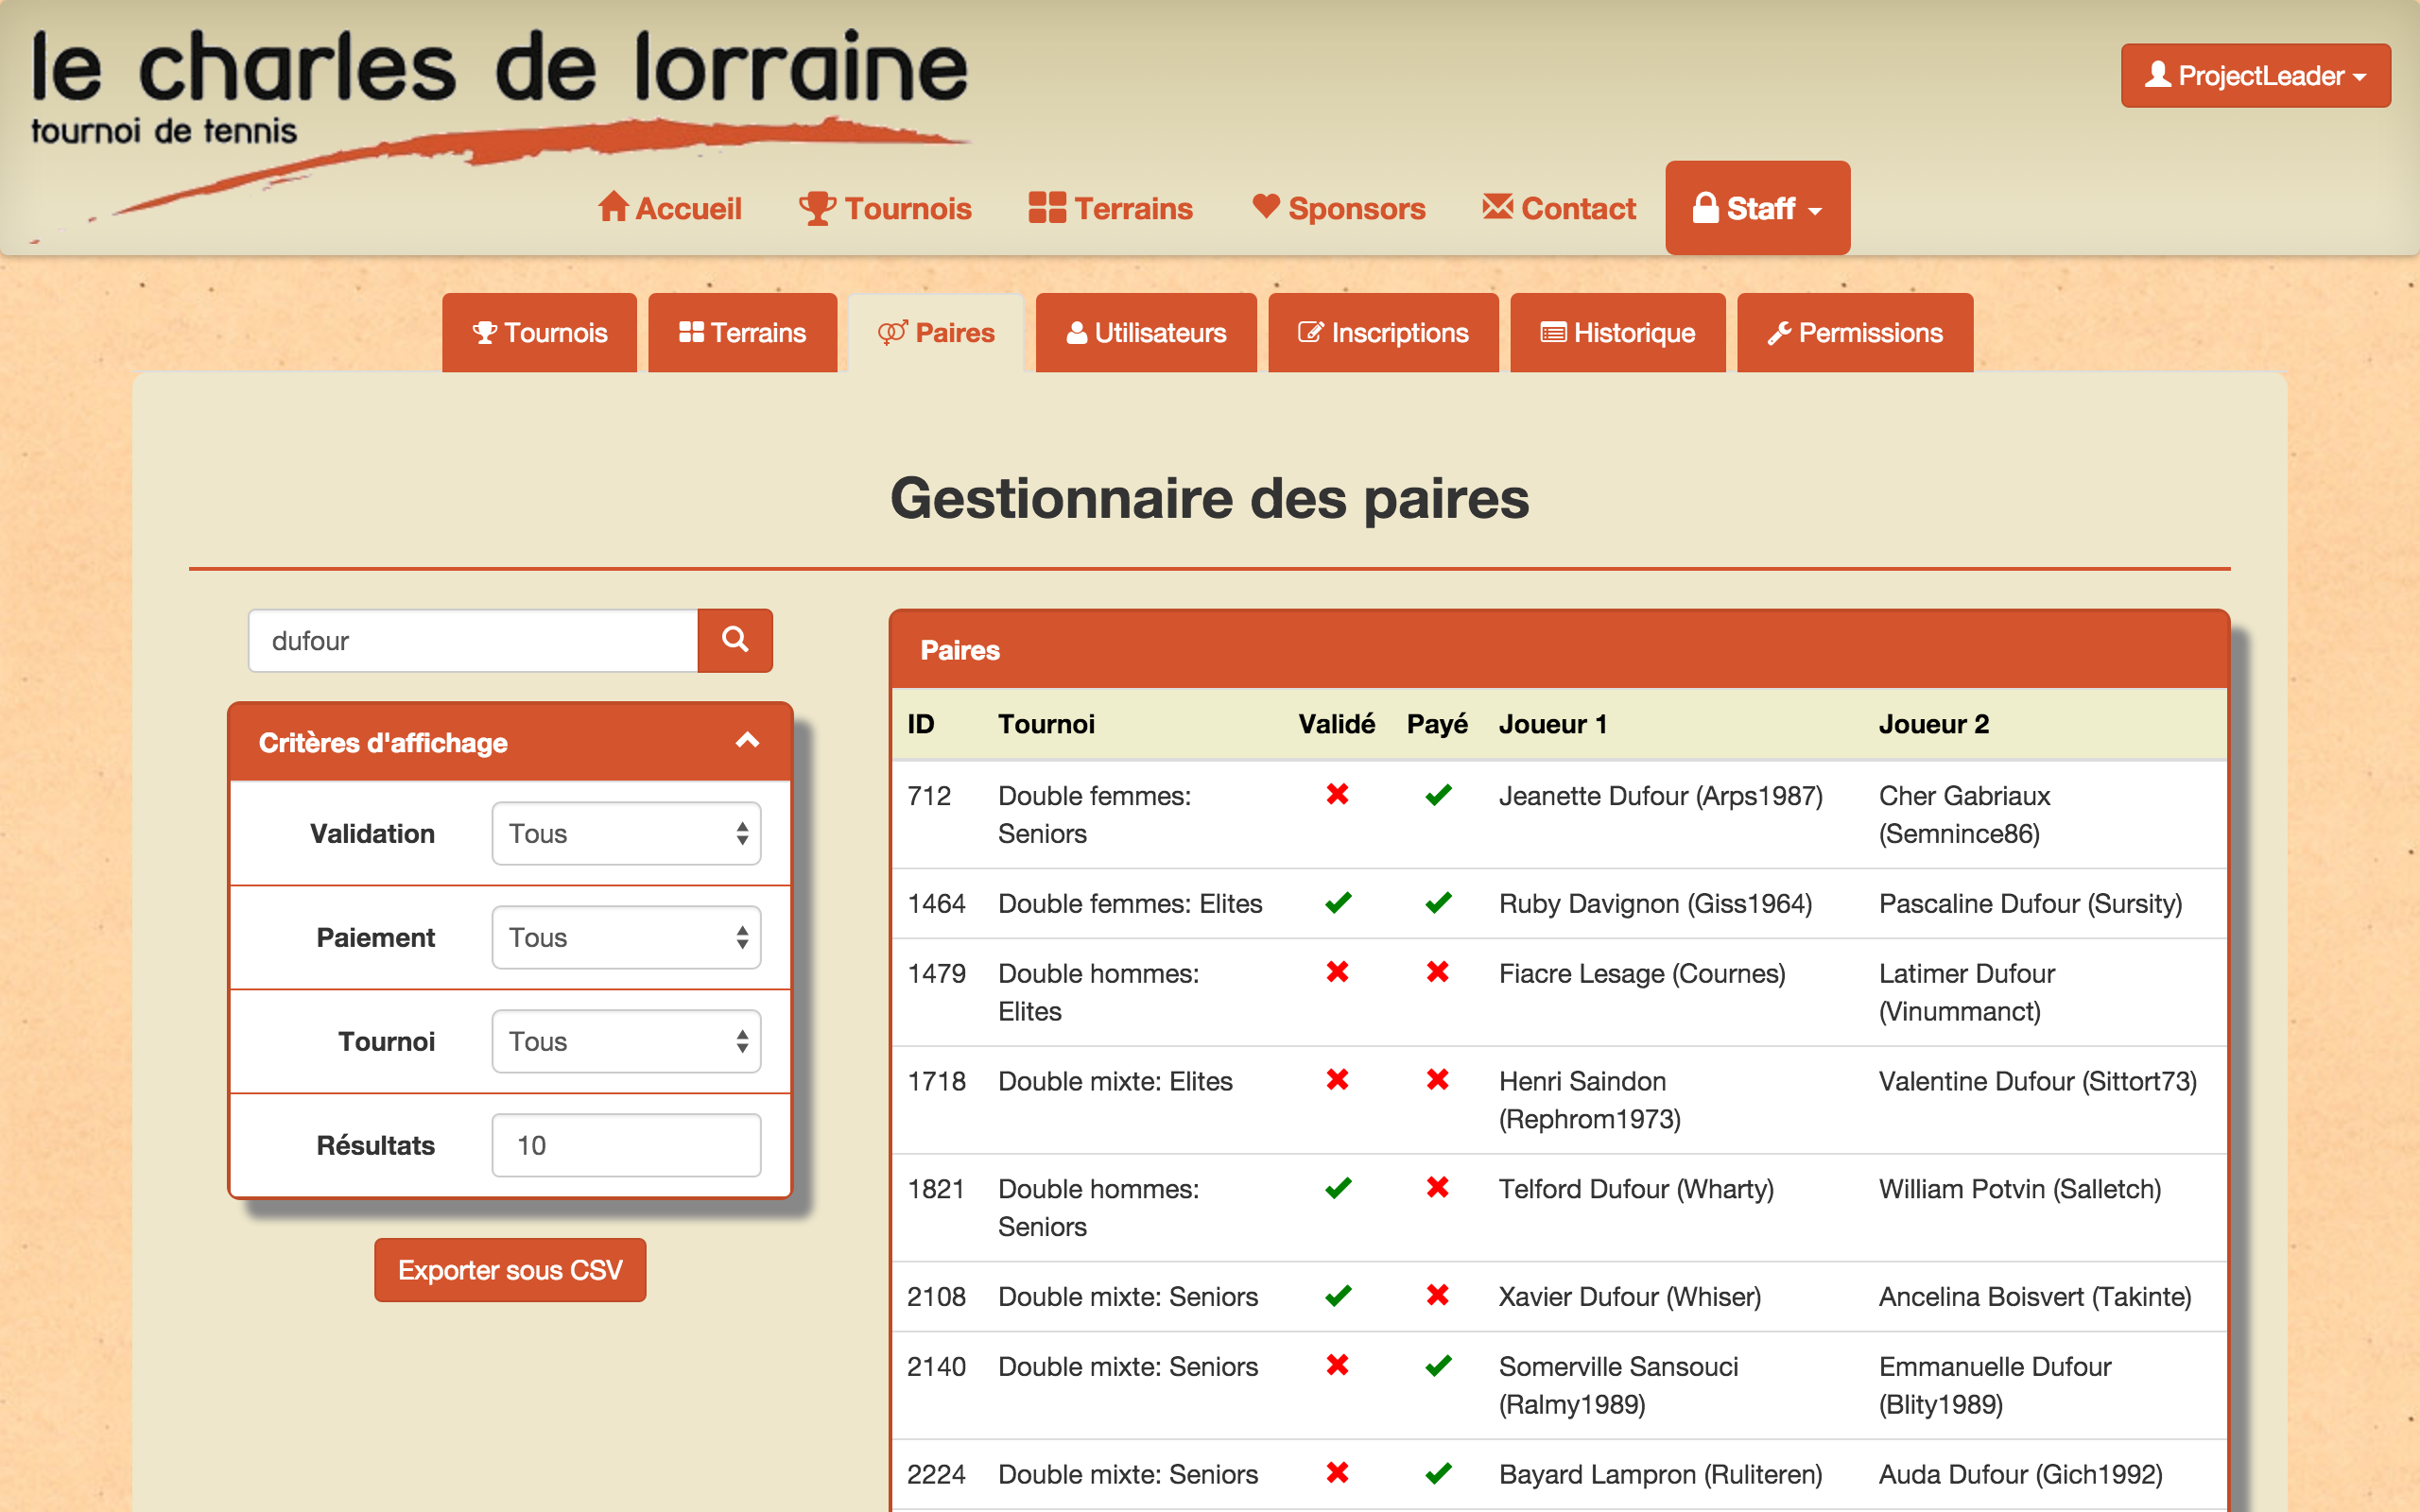 le charles de lorraine
tournoi de tennis
ProjectLeader
Accueil Tournois Terrains Sponsors Contact Staff
Tournois Terrains Paires Utilisateurs Inscriptions Historique Permissions
Gestionnaire des paires
dufour
Critères d'affichage
Validation Tous
Paiement Tous
Tournoi Tous
Résultats 10
Exporter sous CSV
Paires
ID Tournoi Validé Payé Joueur 1 Joueur 2
712 Double femmes: Jeanette Dufour (Arps1987) Cher Gabriaux
Seniors (Semnince86)
1464 Double femmes: Elites Ruby Davignon (Giss1964) Pascaline Dufour (Sursity)
1479 Double hommes: Fiacre Lesage (Cournes) Latimer Dufour
Elites (Vinummanct)
1718 Double mixte: Elites Henri Saindon Valentine Dufour (Sittort73)
(Rephrom1973)
1821 Double hommes: Telford Dufour (Wharty) William Potvin (Salletch)
Seniors
2108 Double mixte: Seniors Xavier Dufour (Whiser) Ancelina Boisvert (Takinte)
2140 Double mixte: Seniors Somerville Sansouci Emmanuelle Dufour
(Ralmy1989) (Blity1989)
2224 Double mixte: Seniors Bayard Lampron (Ruliteren) Auda Dufour (Gich1992)